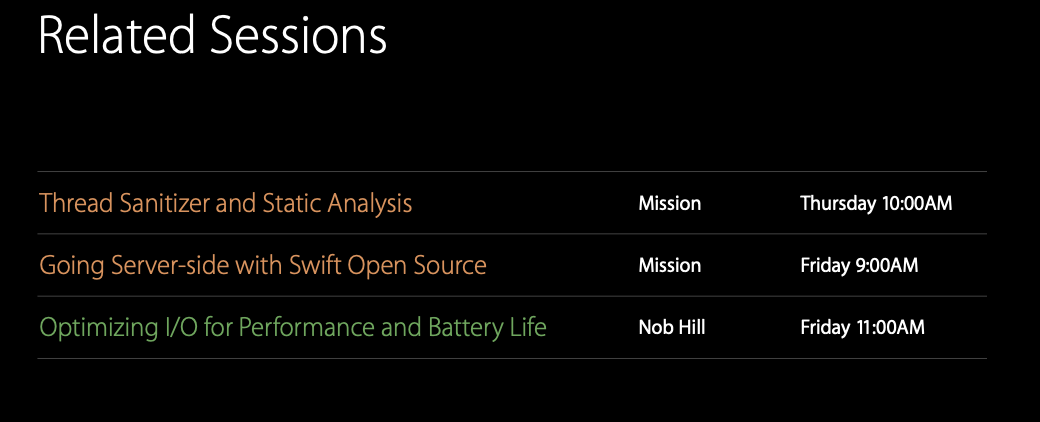 Related Sessions
Thread Sanitizer and Static Analysis Mission Thursday 10:00AM
Going Server-side with Swift Open Source Mission Friday 9:00AM
Optimizing I/O for Performance and Battery Life Nob Hill Friday 11:00AM